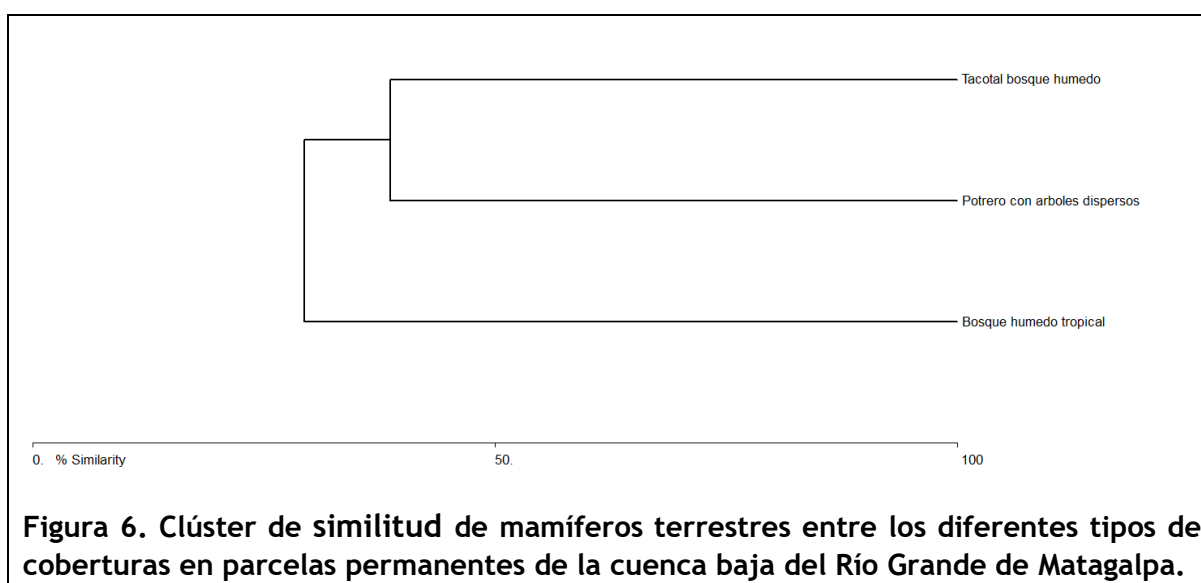 Tacotal bosque humedo
Potrero con arboles dispersos
Bosque humedo tropical
0. % Similarity 50. 100
Figura 6. Clúster de similitud de mamíferos terrestres entre los diferentes tipos de
coberturas en parcelas permanentes de la cuenca baja del Río Grande de Matagalpa.